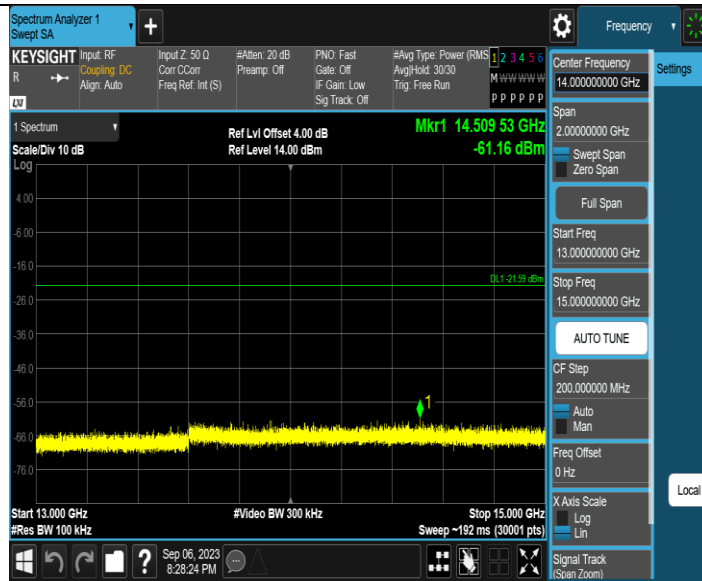 Spectrum Analyzer 1
Swept SA
Frequency
KEYSIGHT
R
LXI
Input: RF
Coupling: DC
Align: Auto
Input Z: 50 Ω
Corr CCorr
Freq Ref: Int (S)
#Atten: 20 dB
Preamp: Off
PNO: Fast
Gate: Off
IF Gain: Low
Sig Track: Off
#Avg Type: Power (RMS
Avg|Hold: 30/30
Trig: Free Run
1 2 3 4 5 6
M W W W W W
P P P P P P
1 Spectrum
Scale/Div 10 dB
Ref Lvl Offset 4.00 dB
Ref Level 14.00 dBm
Mkr1 14.509 53 GHz
-61.16 dBm
Log
4.00
-6.00
-16.0
DL1 -21.59 dBm
-26.0
-36.0
-46.0
-56.0
1
-66.0
-76.0
Start 13.000 GHz
#Res BW 100 kHz
#Video BW 300 kHz
Stop 15.000 GHz
Sweep ~192 ms (30001 pts)
Sep 06, 2023
8:28:24 PM
Center Frequency
14.00000000 GHz
Settings
Span
2.00000000 GHz
Swept Span
Zero Span
Full Span
Start Freq
13.000000000 GHz
Stop Freq
15.000000000 GHz
AUTO TUNE
CF Step
200.000000 MHz
Auto
Man
Freq Offset
0 Hz
X Axis Scale
Log
Lin
Local
Signal Track
(Span Zoom)